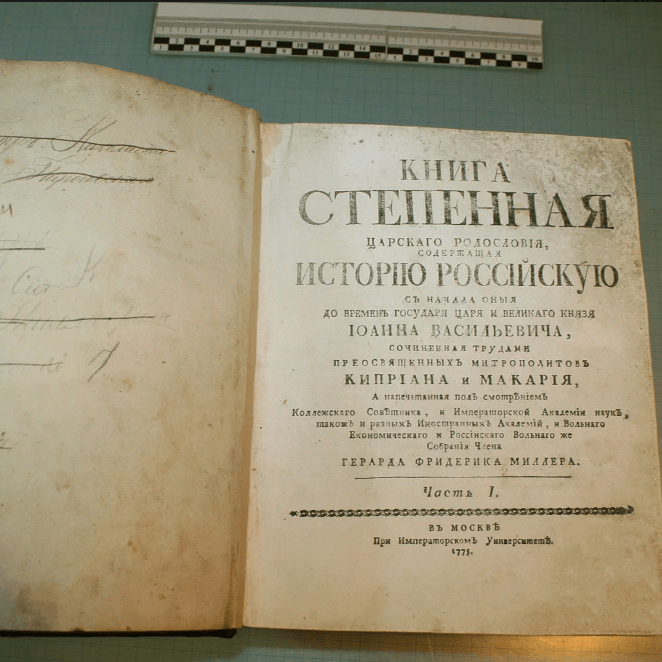 КНИГА
СТЕПЕННАЯ
ЦАРСКАГО РОДОСЛОВІЯ,
СОДЕРЖАЩАЯ
ИСТОРІЮ РОССІЙСКУЮ
СЪ НАЧАЛА ОНЫЯ
ДО ВРЕМЕНЪ ГОСУДАРЯ ЦАРЯ И ВЕЛИКАГО КНЯЗЯ
ІОАННА ВАСИЛЬЕВИЧА,
СОЧИНЕННАЯ ТРУДАМИ
ПРЕОСВЯЩЕННЫХЪ МИТРОПОЛИТОВЪ
КИПРІАНА и МАКАРІЯ,
А напечатанная подъ смотрѣніемъ
Коллежскаго Совѣтника, и Императорской Академіи наукъ,
такожъ и разныхъ Иностранныхъ Академій, и Вольнаго
Економическаго и Россійскаго Вольнаго же
Собранія Члена
ГЕРАРДА ФРИДЕРИКА МИЛЛЕРА.
Часть I.
ВЪ МОСКВѢ
При Императорскомъ Университетѣ.
1775.